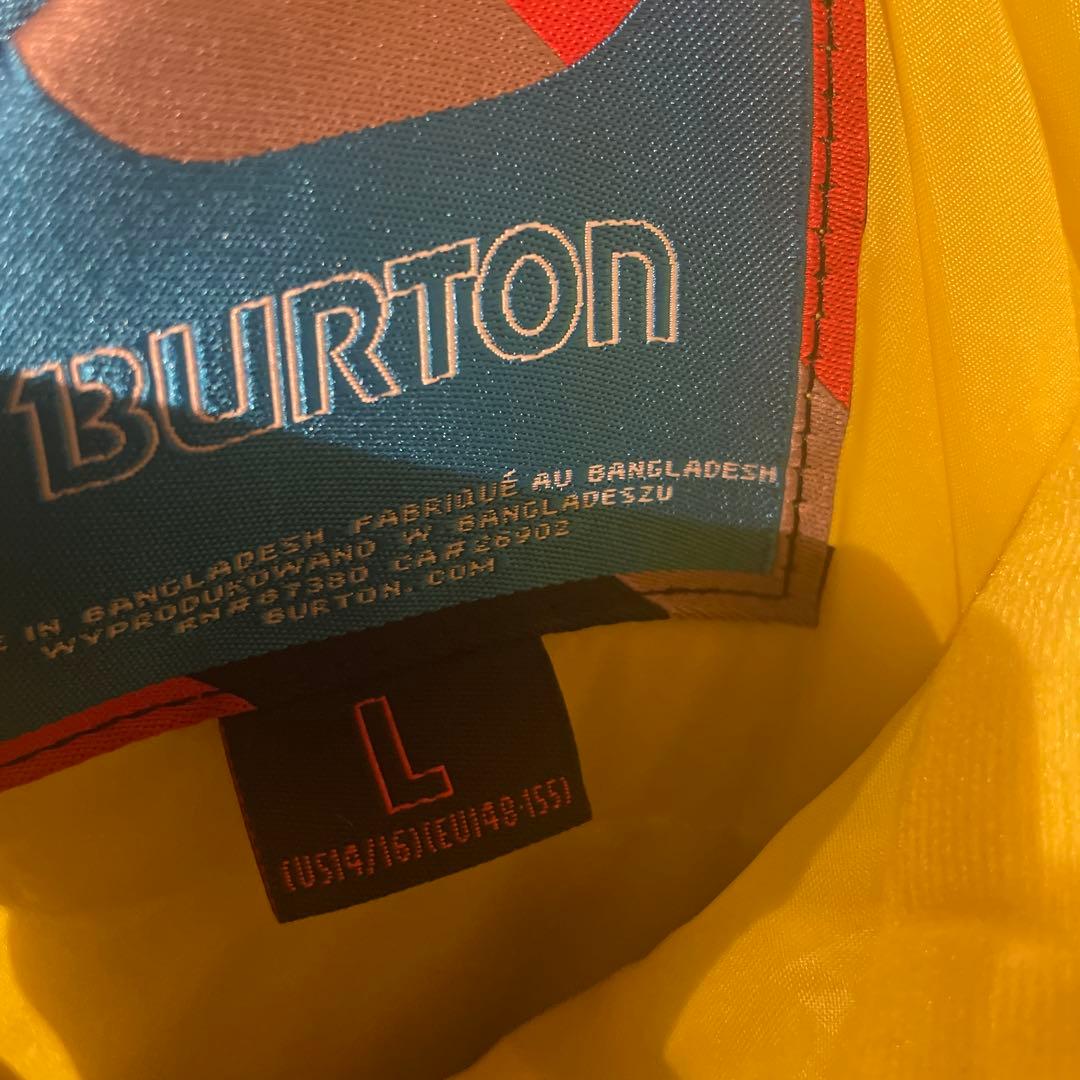 BURTON
E IN BANGLADESH FABRIQUÉ AU BANGLADESH
WYPRODUKOWANO W BANGLADESZU
RN#87380 CA#26902
BURTON.COM
L
(US14/16)(EU148-155)